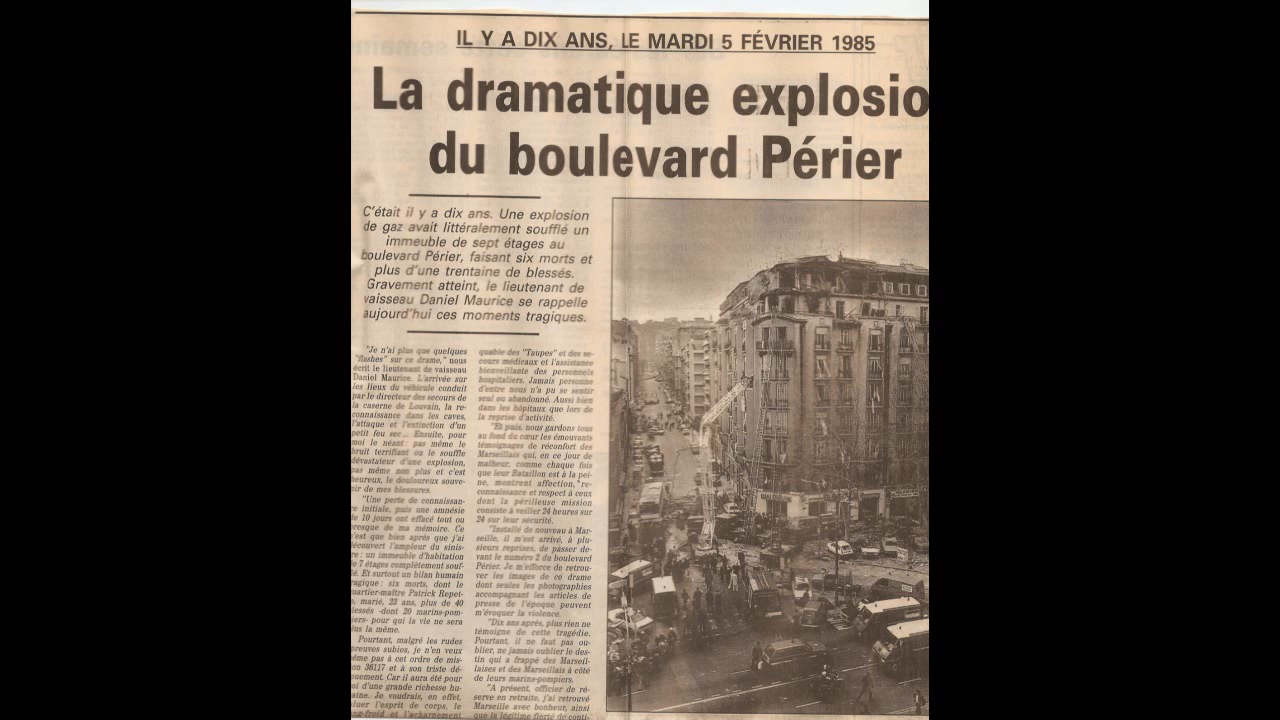 IL Y A DIX ANS, LE MARDI 5 FÉVRIER 1985
La dramatique explosio
du boulevard Périer
C'était il y a dix ans. Une explosion
de gaz avait littéralement soufflé un
immeuble de sept étages au
boulevard Périer, faisant six morts et
plus d'une trentaine de blessés.
Gravement atteint, le lieutenant de
vaisseau Daniel Maurice se rappelle
aujourd'hui ces moments tragiques.
"Je n'ai plus que quelques
"flashes" sur ce drame," nous
écrit le lieutenant de vaisseau
Daniel Maurice. L'arrivée sur
les lieux du véhicule conduit
par le directeur des secours de
la caserne de Louvain, la re-
connaissance dans les caves,
l'attaque et l'extinction d'un
petit feu sec... Ensuite, pour
moi le néant: pas même le
bruit terrifiant ou le souffle
dévastateur d'une explosion,
pas même non plus et c'est
heureux, le douloureux souve-
nir de mes blessures.
"Une perte de connaissan-
ce initiale, puis une amnésie
de 10 jours ont effacé tout ou
presque de ma mémoire. Ce
n'est que bien après que j'ai
découvert l'ampleur du sinis-
re : un immeuble d'habitation
e 7 étages complètement souf-
lé. Et surtout un bilan humain
ragique : six morts, dont le
uartier-maître Patrick Repet-
o, marié, 23 ans, plus de 40
lessés -dont 20 marins-pom-
iers- pour qui la vie ne sera
lus la même.
Pourtant, malgré les rudes
preuves subies, je n'en veux
ême pas à cet ordre de mis-
on 36117 et à son triste dé-
ouement. Car il aura été pour
oi d'une grande richesse hu-
aine. Je voudrais, en effet,
luer l'esprit de corps, le
ng-froid et l'acharnement
quable des "Taupes" et des se-
cours médicaux et l'assistance
bienveillante des personnels
hospitaliers. Jamais personne
d'entre nous n'a pu se sentir
seul ou abandonné. Aussi bien
dans les hôpitaux que lors de
la reprise d'activité.
"Et puis, nous gardons tous
au fond du cœur les émouvants
témoignages de réconfort des
Marseillais qui, en ce jour de
malheur, comme chaque fois
que leur Bataillon est à la pei-
ne, montrent affection, re-
connaissance et respect à ceux
dont la périlleuse mission
consiste à veiller 24 heures sur
24 sur leur sécurité.
"Installé de nouveau à Mar-
seille, il m'est arrivé, à plu-
sieurs reprises, de passer de-
vant le numéro 2 du boulevard
Périer. Je m'efforce de retrou-
ver les images de ce drame
dont seules les photographies
accompagnant les articles de
presse de l'époque peuvent
m'évoquer la violence.
"Dix ans après, plus rien ne
témoigne de cette tragédie.
Pourtant, il ne faut pas ou-
blier, ne jamais oublier le des-
tin qui a frappé des Marseil-
laises et des Marseillais à côté
de leurs marins-pompiers.
"A présent, officier de ré-
serve en retraite, j'ai retrouvé
Marseille avec bonheur, ainsi
que la légitime fierté de conti-